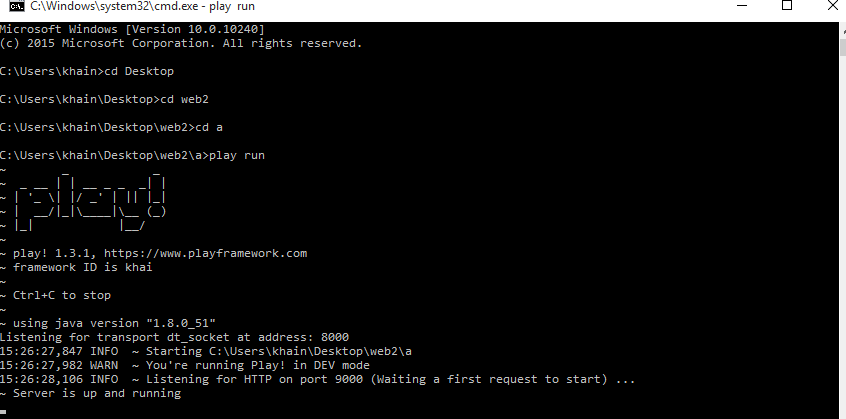 C:\Windows\system32\cmd.exe - play run
Microsoft Windows [Version 10.0.10240]
(c) 2015 Microsoft Corporation. All rights reserved.
C:\Users\khain>cd Desktop
C:\Users\khain\Desktop>cd web2
C:\Users\khain\Desktop\web2>cd a
C:\Users\khain\Desktop\web2\a>play run
~        _            _
~  _ __ | | __ _ _  _| |
~ | '_ \| |/ _' | || |_|
~ |  __/|_|\____|\__ (_)
~ |_|            |__/
~
~ play! 1.3.1, https://www.playframework.com
~ framework ID is khai
~
~ Ctrl+C to stop
~
~ using java version "1.8.0_51"
Listening for transport dt_socket at address: 8000
15:26:27,847 INFO  ~ Starting C:\Users\khain\Desktop\web2\a
15:26:27,982 WARN  ~ You're running Play! in DEV mode
15:26:28,106 INFO  ~ Listening for HTTP on port 9000 (Waiting a first request to start) ...
~ Server is up and running